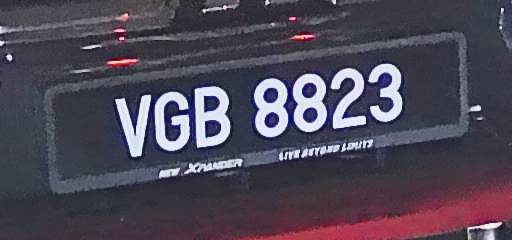 VGB 8823
NEW XPANDER LIVE BEYOND LIMITS